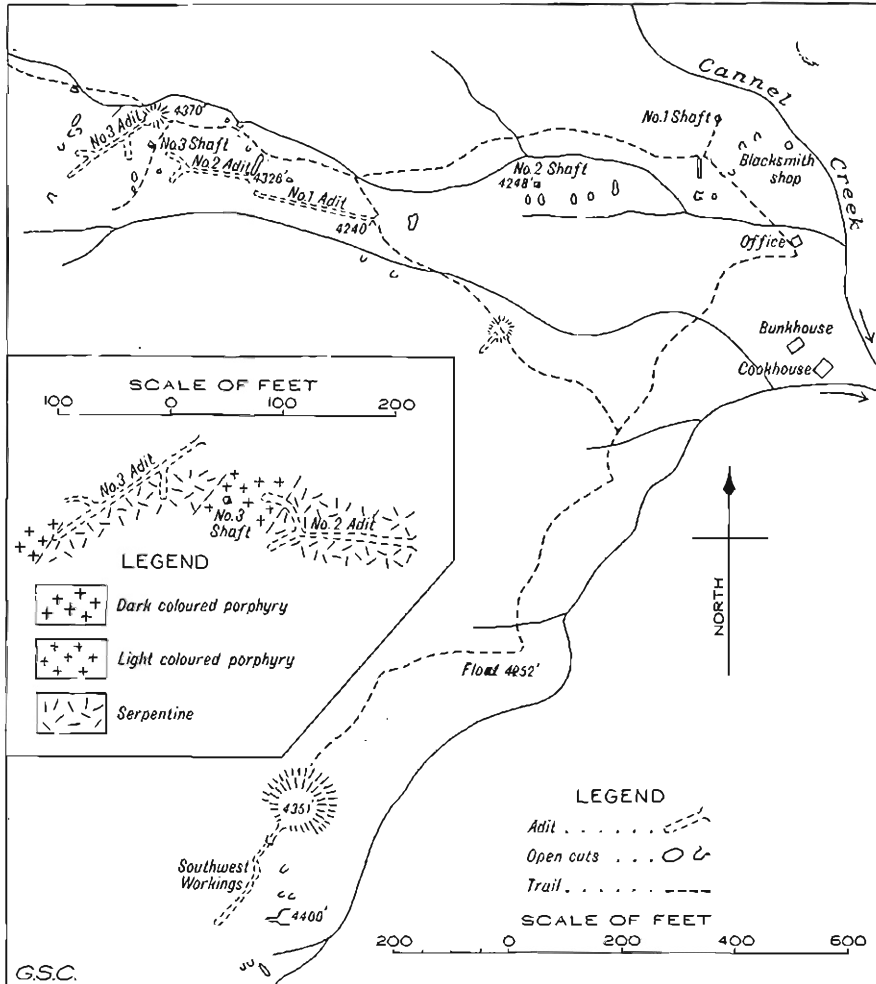 Cannel
Creek
4370'
No.3 Adit
No.3 Shaft
No.2 Adit
4326'
No.1 Adit
4240'
No.1 Shaft
Blacksmith
shop
No.2 Shaft
4248'
Office
Bunkhouse
Cookhouse
SCALE OF FEET
100 0 100 200
No.3 Adit
No.3
Shaft
No.2 Adit
LEGEND
Dark coloured porphyry
Light coloured porphyry
Serpentine
NORTH
Float 4252'
4351'
Southwest
Workings
4400'
LEGEND
Adit . . . . .
Open cuts . . . .
Trail . . . . .
SCALE OF FEET
200 0 200 400 600
G.S.C.